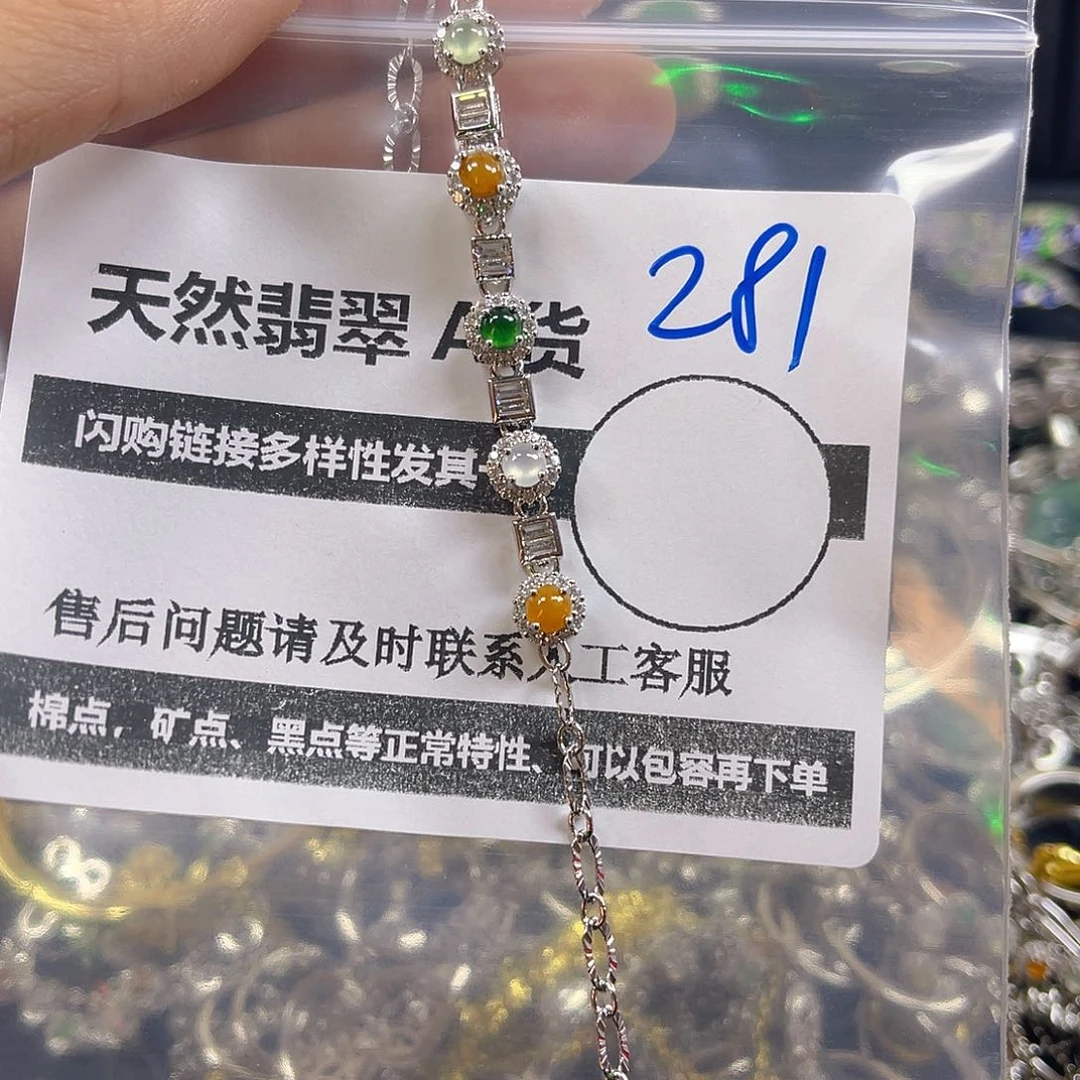 天然翡翠 A货
281
闪购链接多样性发其一
售后问题请及时联系人工客服
棉点，矿点、黑点等正常特性、可以包容再下单